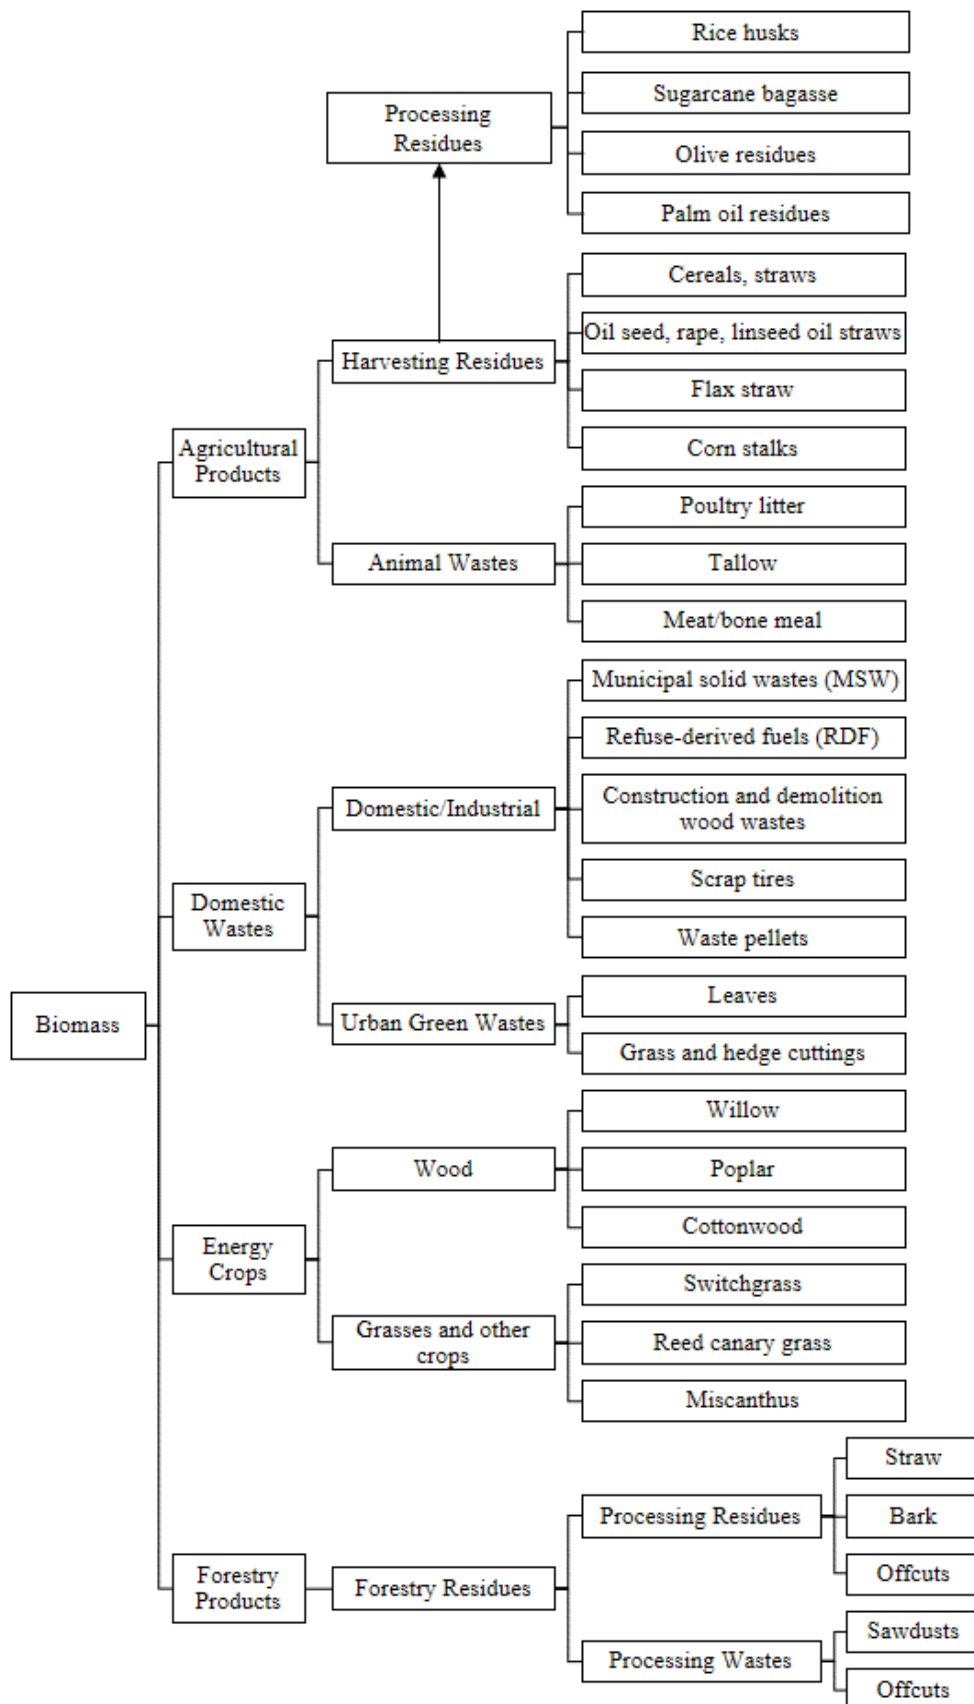 Rice husks
Sugarcane bagasse
Olive residues
Palm oil residues
Processing
Residues
Cereals, straws
Oil seed, rape, linseed oil straws
Flax straw
Corn stalks
Harvesting Residues
Agricultural
Products
Poultry litter
Tallow
Meat/bone meal
Animal Wastes
Municipal solid wastes (MSW)
Refuse-derived fuels (RDF)
Construction and demolition
wood wastes
Scrap tires
Waste pellets
Domestic/Industrial
Domestic
Wastes
Leaves
Grass and hedge cuttings
Urban Green Wastes
Biomass
Willow
Poplar
Cottonwood
Wood
Energy
Crops
Switchgrass
Reed canary grass
Miscanthus
Grasses and other
crops
Straw
Bark
Offcuts
Processing Residues
Forestry
Products
Forestry Residues
Processing Wastes
Sawdusts
Offcuts